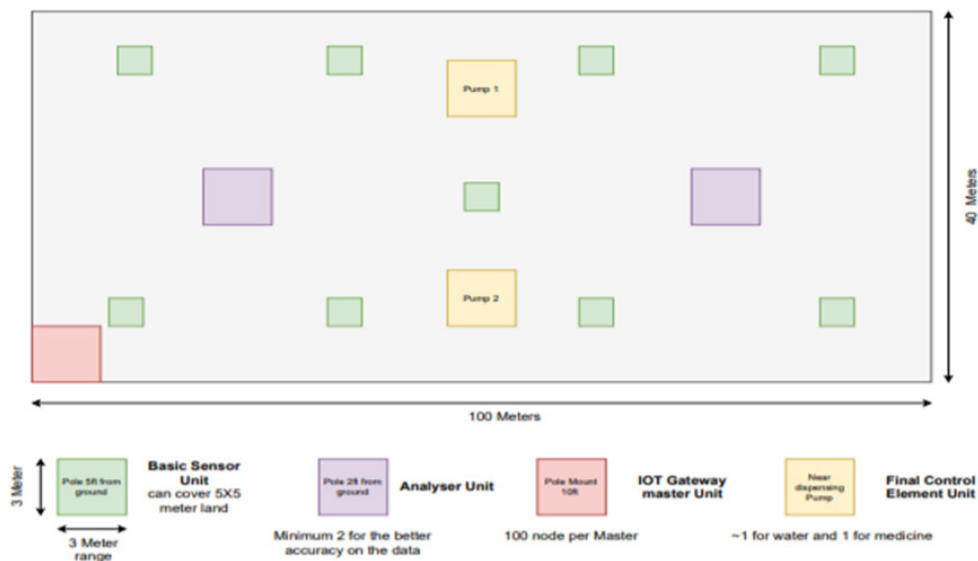 Pump 1
Pump 2
40 Meters
100 Meters
3 Meter
Pole 5ft from
ground
3 Meter
range
Basic Sensor
Unit
can cover 5X5
meter land
Pole 2ft from
ground
Analyser Unit
Minimum 2 for the better
accuracy on the data
Pole Mount
10ft
IOT Gateway
master Unit
100 node per Master
Near
dispensing
Pump
Final Control
Element Unit
~1 for water and 1 for medicine